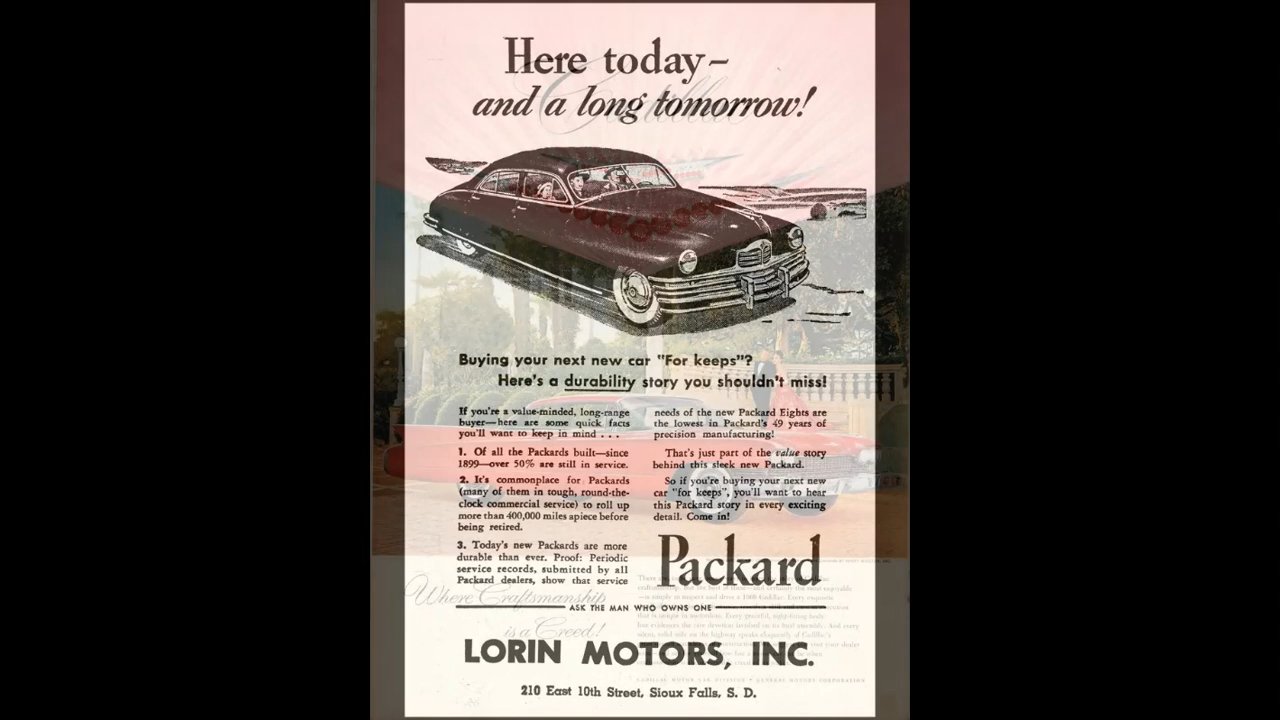 Here today–
and a long tomorrow!
Cadillac
Buying your next new car "For keeps"?
Here's a durability story you shouldn't miss!
If you're a value-minded, long-range
buyer—here are some quick facts
you'll want to keep in mind . . .
1. Of all the Packards built—since
1899—over 50% are still in service.
2. It's commonplace for Packards
(many of them in tough, round-the-
clock commercial service) to roll up
more than 400,000 miles apiece before
being retired.
3. Today's new Packards are more
durable than ever. Proof: Periodic
service records, submitted by all
Packard dealers, show that service
needs of the new Packard Eights are
the lowest in Packard's 49 years of
precision manufacturing!
That's just part of the value story
behind this sleek new Packard.
So if you're buying your next new
car "for keeps", you'll want to hear
this Packard story in every exciting
detail. Come in!
Packard
ASK THE MAN WHO OWNS ONE
LORIN MOTORS, INC.
210 East 10th Street, Sioux Falls, S. D.
Where Craftsmanship
is a Creed!
CADILLAC MOTOR CAR DIVISION • GENERAL MOTORS CORPORATION